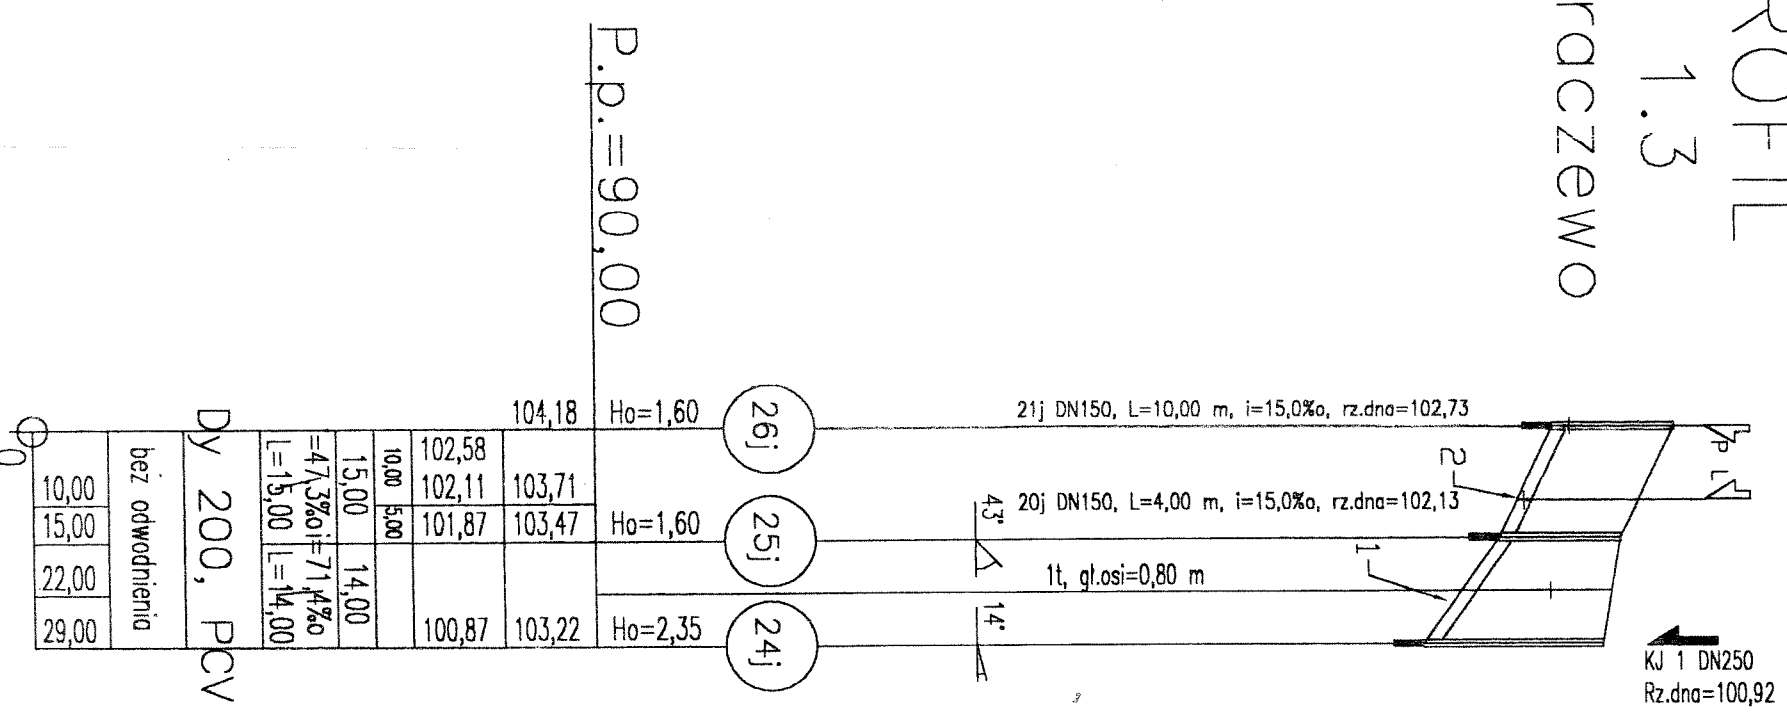 ROFIL
1.3
raczewo
P.p.=90,00
104,18
Ho=1,60
26j
21j DN150, L=10,00 m, i=15,0%o, rz.dna=102,73
P
L
2
20j DN150, L=4,00 m, i=15,0%o, rz.dna=102,13
43°
103,47
Ho=1,60
25j
1
1t, gł.osi=0,80 m
14°
103,22
Ho=2,35
24j
KJ 1 DN250
Rz.dna=100,92
102,58
102,11
103,71
101,87
100,87
10,00
5,00
15,00
14,00
=47,3%o
i=71,4%o
L=15,00
L=14,00
Dy 200, PCV
bez odwodnienia
0
10,00
15,00
22,00
29,00